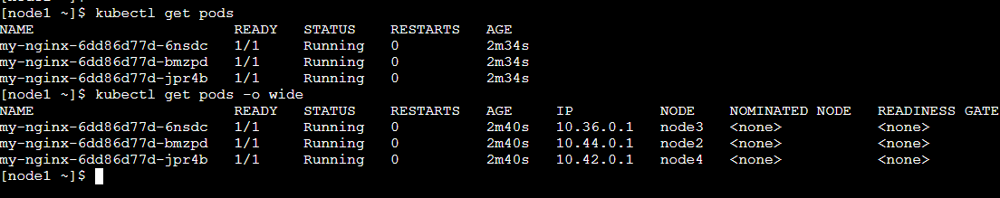 [node1 ~]$ kubectl get pods
NAME                        READY   STATUS    RESTARTS   AGE
my-nginx-6dd86d77d-6nsdc   1/1     Running   0          2m34s
my-nginx-6dd86d77d-bmzpd   1/1     Running   0          2m34s
my-nginx-6dd86d77d-jpr4b   1/1     Running   0          2m34s
[node1 ~]$ kubectl get pods -o wide
NAME                        READY   STATUS    RESTARTS   AGE     IP          NODE    NOMINATED NODE   READINESS GATE
my-nginx-6dd86d77d-6nsdc   1/1     Running   0          2m40s   10.36.0.1   node3   <none>           <none>
my-nginx-6dd86d77d-bmzpd   1/1     Running   0          2m40s   10.44.0.1   node2   <none>           <none>
my-nginx-6dd86d77d-jpr4b   1/1     Running   0          2m40s   10.42.0.1   node4   <none>           <none>
[node1 ~]$